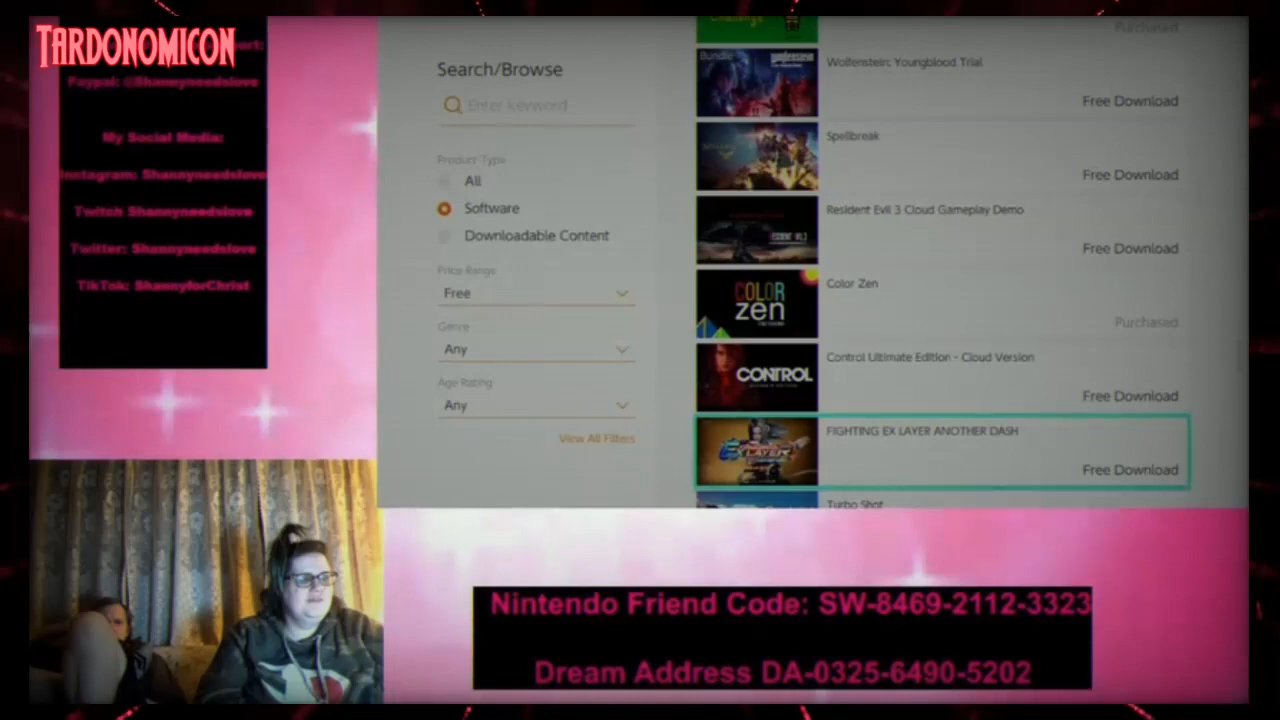 TARDONOMICON
Paypal: @Shannyneedslove
My Social Media:
Instagram: Shannyneedslove
Twitch Shannyneedslove
Twitter: Shannyneedslove
TikTok: ShannyforChrist
Search/Browse
Enter keyword
Product Type
All
Software
Downloadable Content
Price Range
Free
Genre
Any
Age Rating
Any
View All Filters
Challenge
Purchased
Bundle
Wolfenstein: Youngblood Trial
Free Download
Spellbreak
Free Download
Resident Evil 3 Cloud Gameplay Demo
Free Download
COLOR
zen
Color Zen
Purchased
CONTROL
Control Ultimate Edition - Cloud Version
Free Download
FIGHTING EX LAYER ANOTHER DASH
Free Download
Turbo Shot
Nintendo Friend Code: SW-8469-2112-3323
Dream Address DA-0325-6490-5202